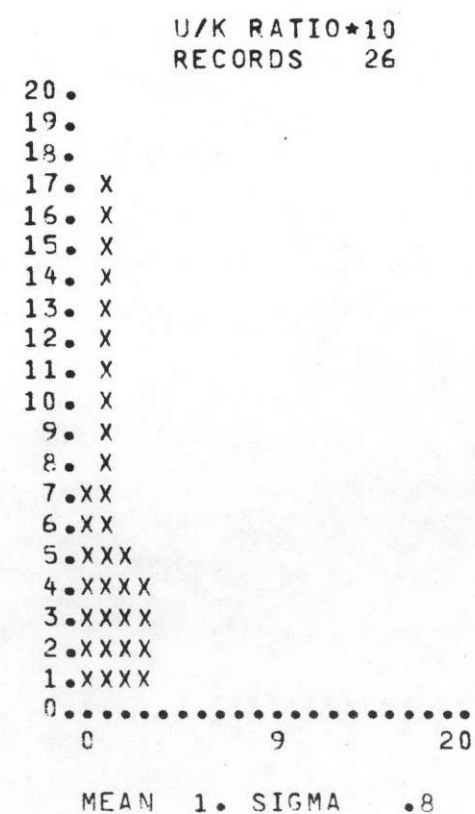 U/K RATIO*10
RECORDS 26
20.
19.
18.
17. X
16. X
15. X
14. X
13. X
12. X
11. X
10. X
9. X
8. X
7.XX
6.XX
5.XXX
4.XXXX
3.XXXX
2.XXXX
1.XXXX
0......................
0 9 20
MEAN 1. SIGMA .8